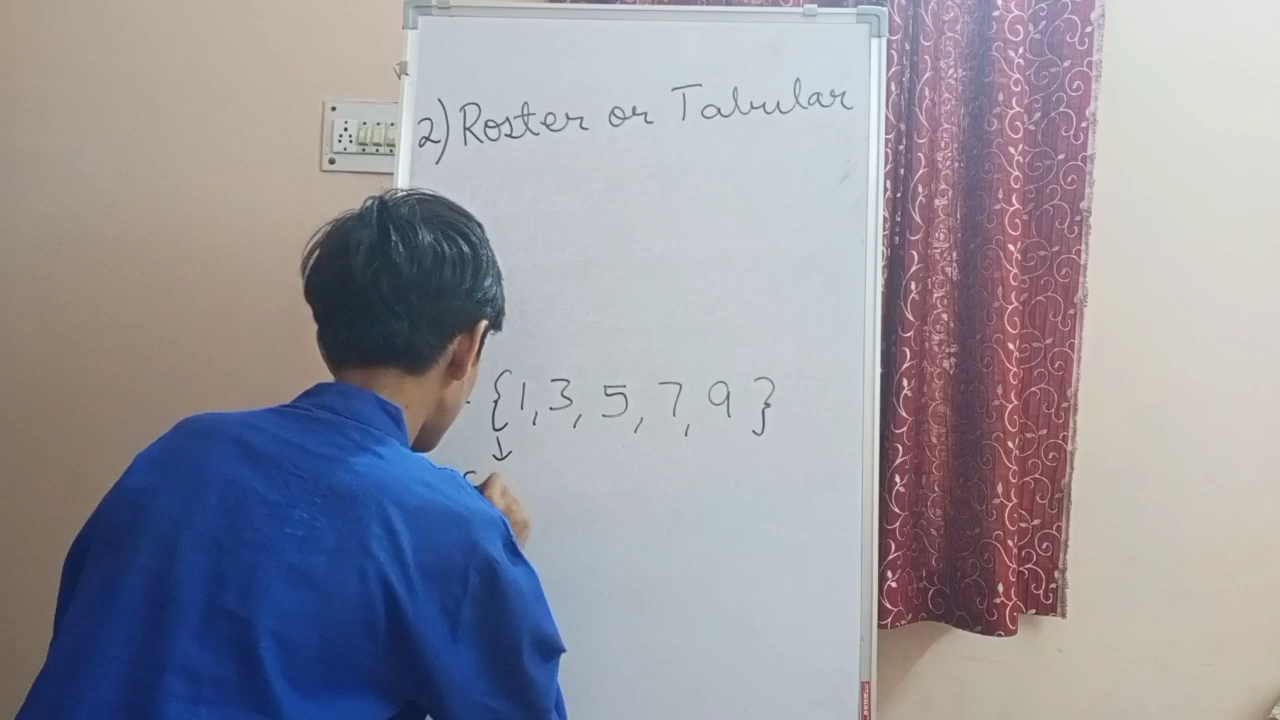 2) Roster or Tabular
{1, 3, 5, 7, 9}
↓